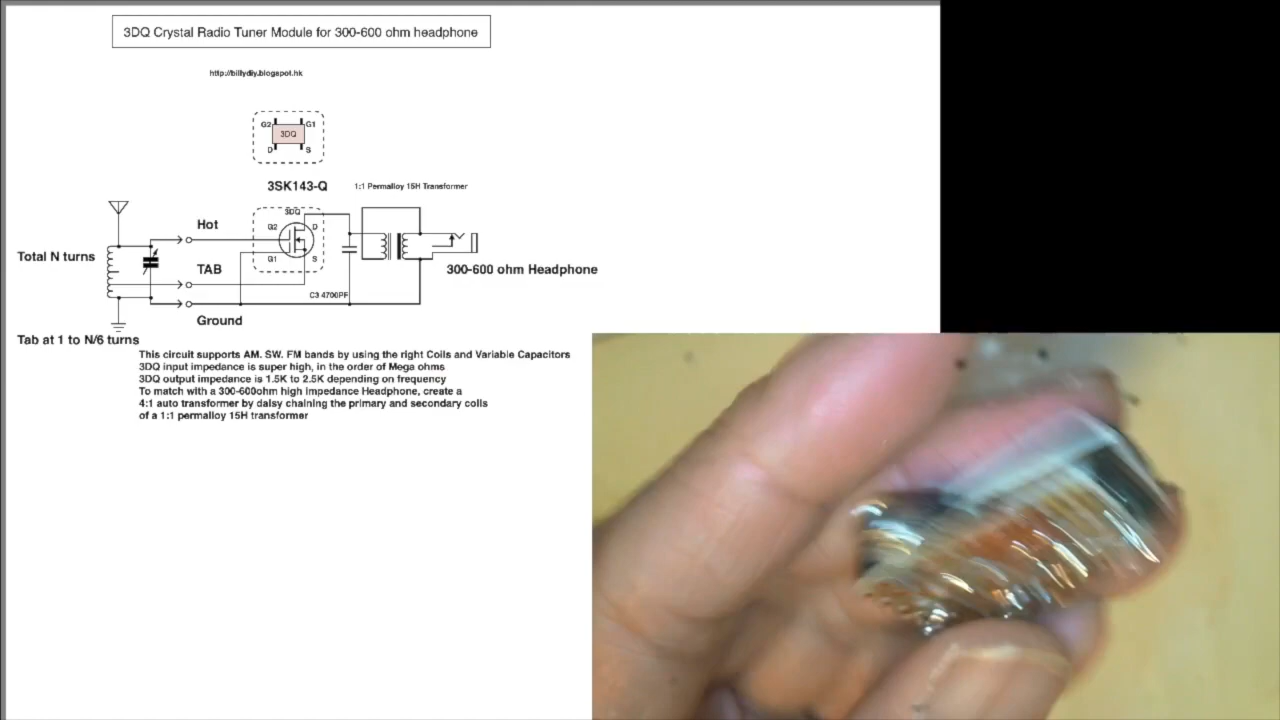 3DQ Crystal Radio Tuner Module for 300-600 ohm headphone
http://billydiy.blogspot.hk
G2 G1
3DQ
D S
3SK143-Q
1:1 Permalloy 15H Transformer
3DQ
Hot
G2 D
Total N turns
TAB
G1 S
300-600 ohm Headphone
C3 4700PF
Ground
Tab at 1 to N/6 turns
This circuit supports AM. SW. FM bands by using the right Coils and Variable Capacitors
3DQ input impedance is super high, in the order of Mega ohms
3DQ output impedance is 1.5K to 2.5K depending on frequency
To match with a 300-600ohm high impedance Headphone, create a
4:1 auto transformer by daisy chaining the primary and secondary coils
of a 1:1 permalloy 15H transformer